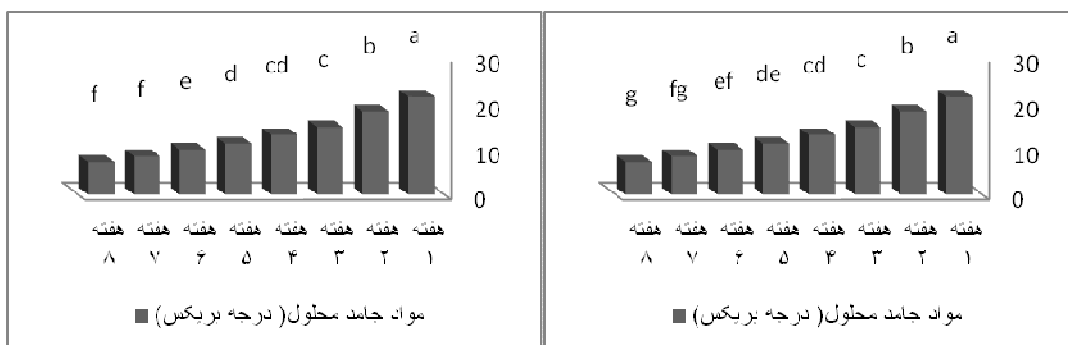 a b c cd de ef fg g
30
20
10
0
هفته هفته هفته هفته هفته هفته هفته هفته
۱ ۲ ۳ ۴ ۵ ۶ ۷ ۸
مواد جامد محلول( درجه بریکس)
a b c cd d e f f
30
20
10
0
هفته هفته هفته هفته هفته هفته هفته هفته
۱ ۲ ۳ ۴ ۵ ۶ ۷ ۸
مواد جامد محلول( درجه بریکس)